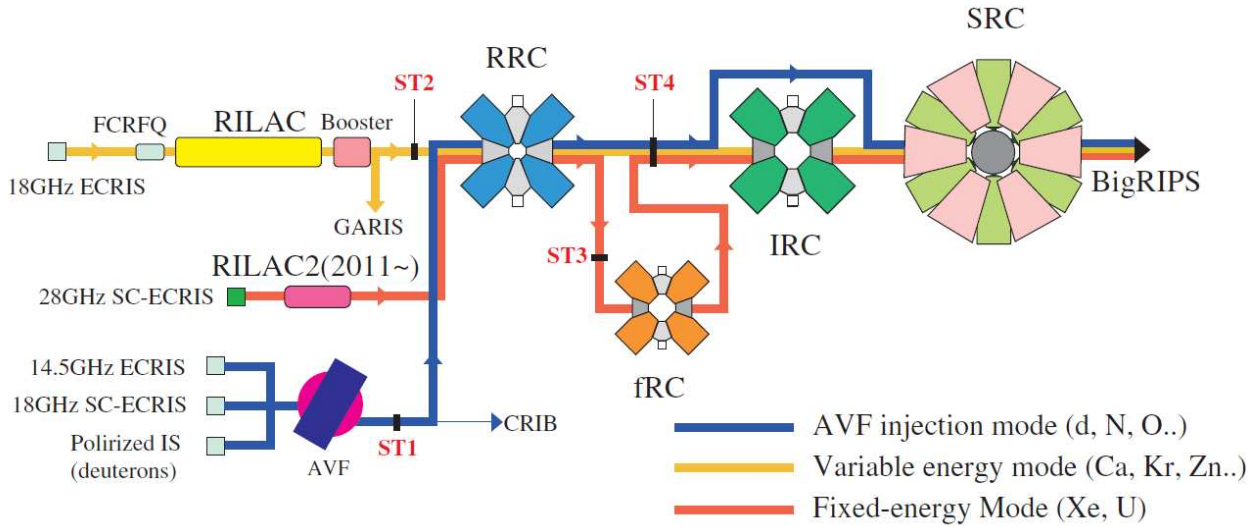 SRC
RRC
ST2
ST4
FCRFQ
RILAC
Booster
18GHz ECRIS
BigRIPS
GARIS
IRC
ST3
RILAC2(2011~)
28GHz SC-ECRIS
14.5GHz ECRIS
fRC
18GHz SC-ECRIS
CRIB
AVF injection mode (d, N, O..)
Polirized IS
(deuterons)
ST1
AVF
Variable energy mode (Ca, Kr, Zn..)
Fixed-energy Mode (Xe, U)